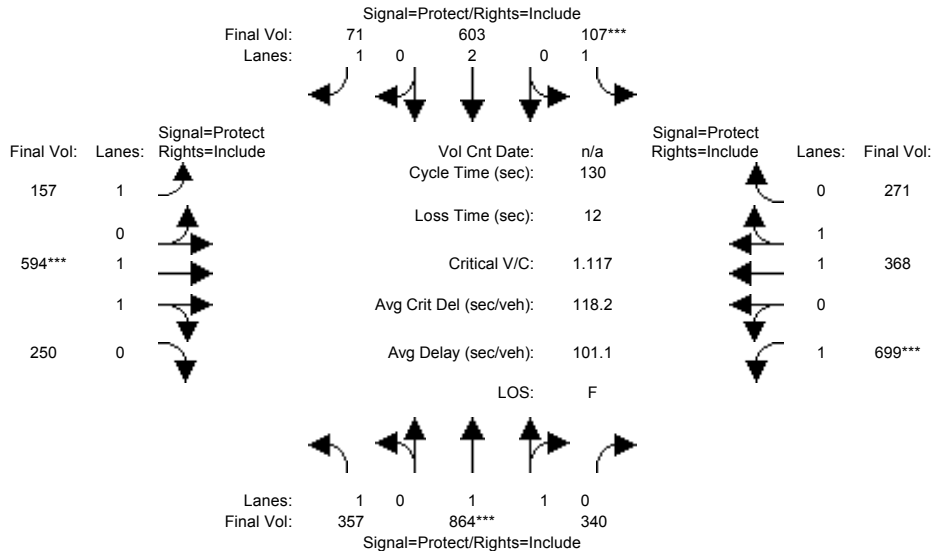 Signal=Protect/Rights=Include
Final Vol: 71 603 107***
Lanes: 1 0 2 0 1
Signal=Protect Signal=Protect
Final Vol: Lanes: Rights=Include Vol Cnt Date: n/a Rights=Include Lanes: Final Vol:
Cycle Time (sec): 130
157 1 0 271
Loss Time (sec): 12
0 1
594*** 1 Critical V/C: 1.117 1 368
1 Avg Crit Del (sec/veh): 118.2 0
250 0 Avg Delay (sec/veh): 101.1 1 699***
LOS: F
Lanes: 1 0 1 1 0
Final Vol: 357 864*** 340
Signal=Protect/Rights=Include